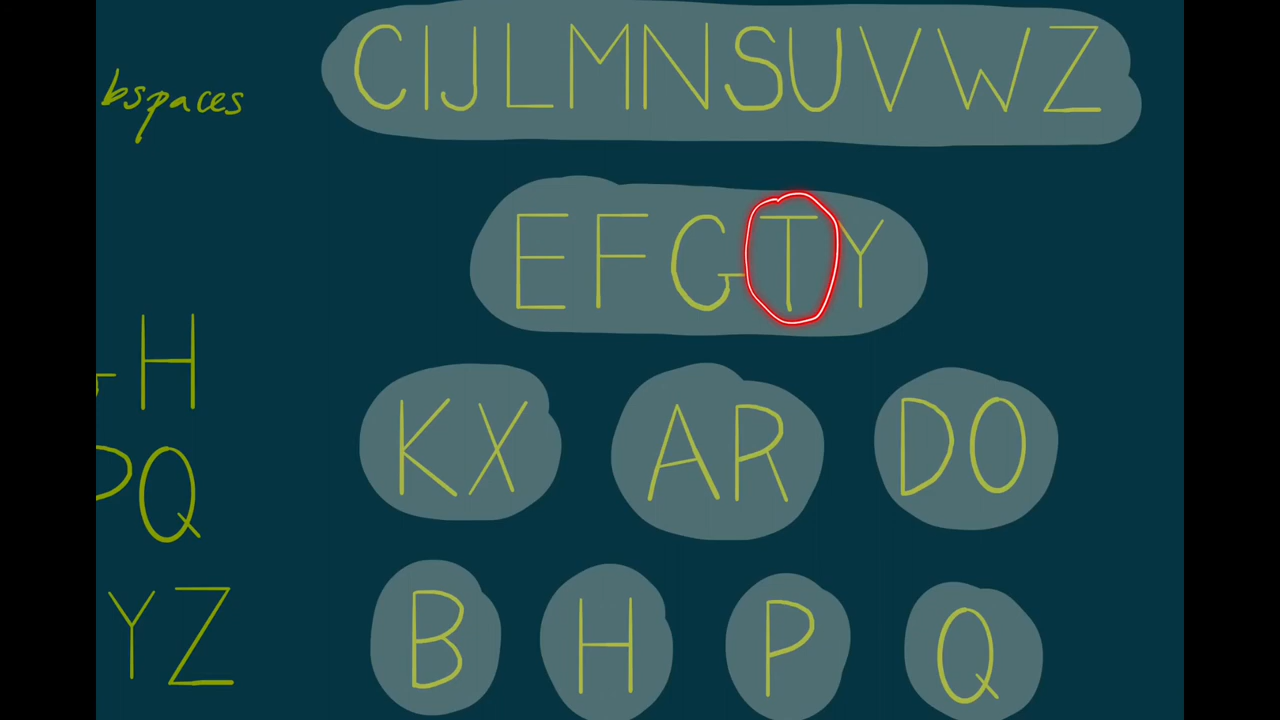 bspaces
CIJLMNSUVWZ
EFGTY
H
KX AR DO
PQ
B H P Q
YZ